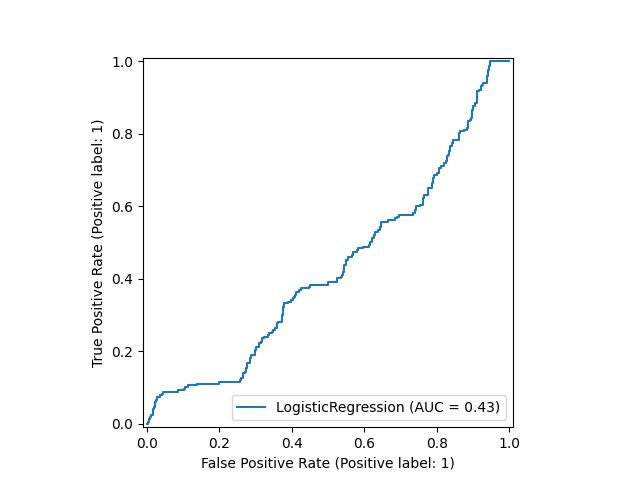 1.0
0.8
0.6
0.4
0.2
0.0
True Positive Rate (Positive label: 1)
LogisticRegression (AUC = 0.43)
0.0 0.2 0.4 0.6 0.8 1.0
False Positive Rate (Positive label: 1)